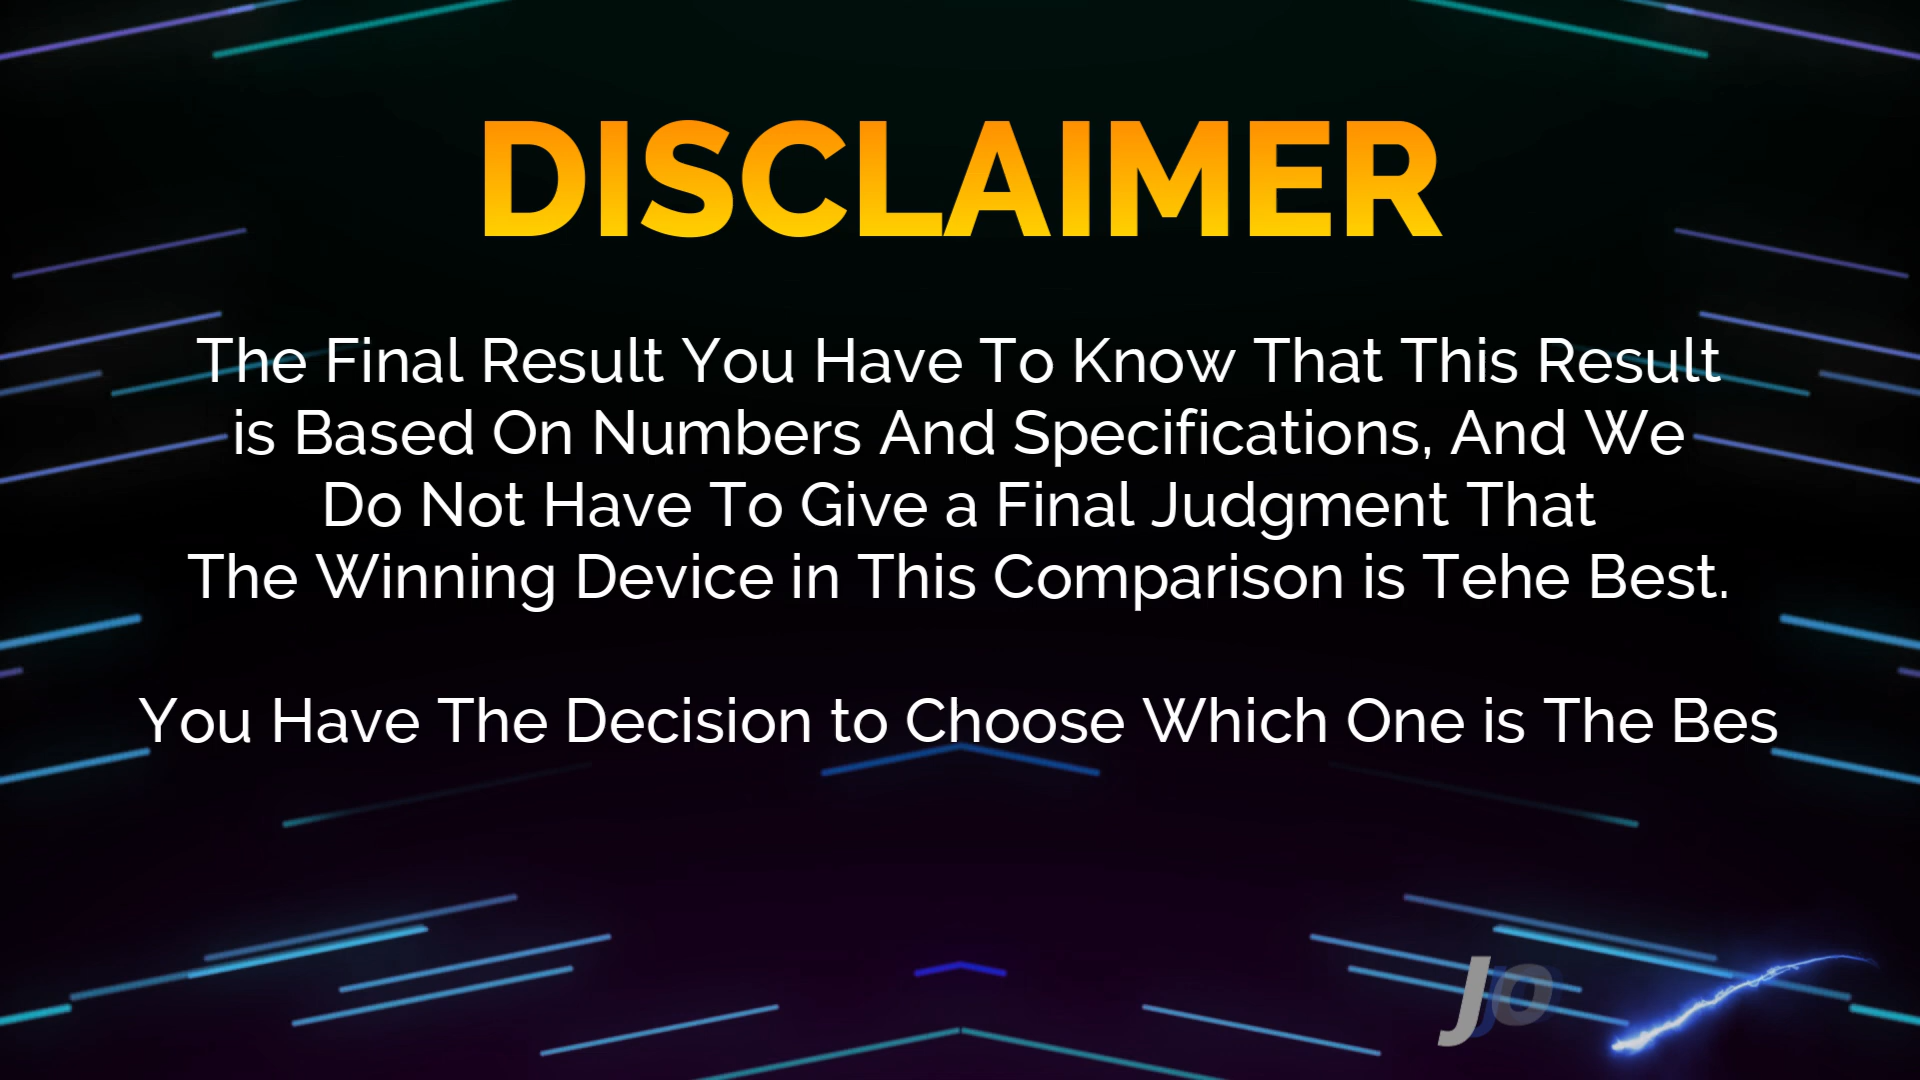 DISCLAIMER
The Final Result You Have To Know That This Result
is Based On Numbers And Specifications, And We
Do Not Have To Give a Final Judgment That
The Winning Device in This Comparison is Tehe Best.
You Have The Decision to Choose Which One is The Bes
Jo